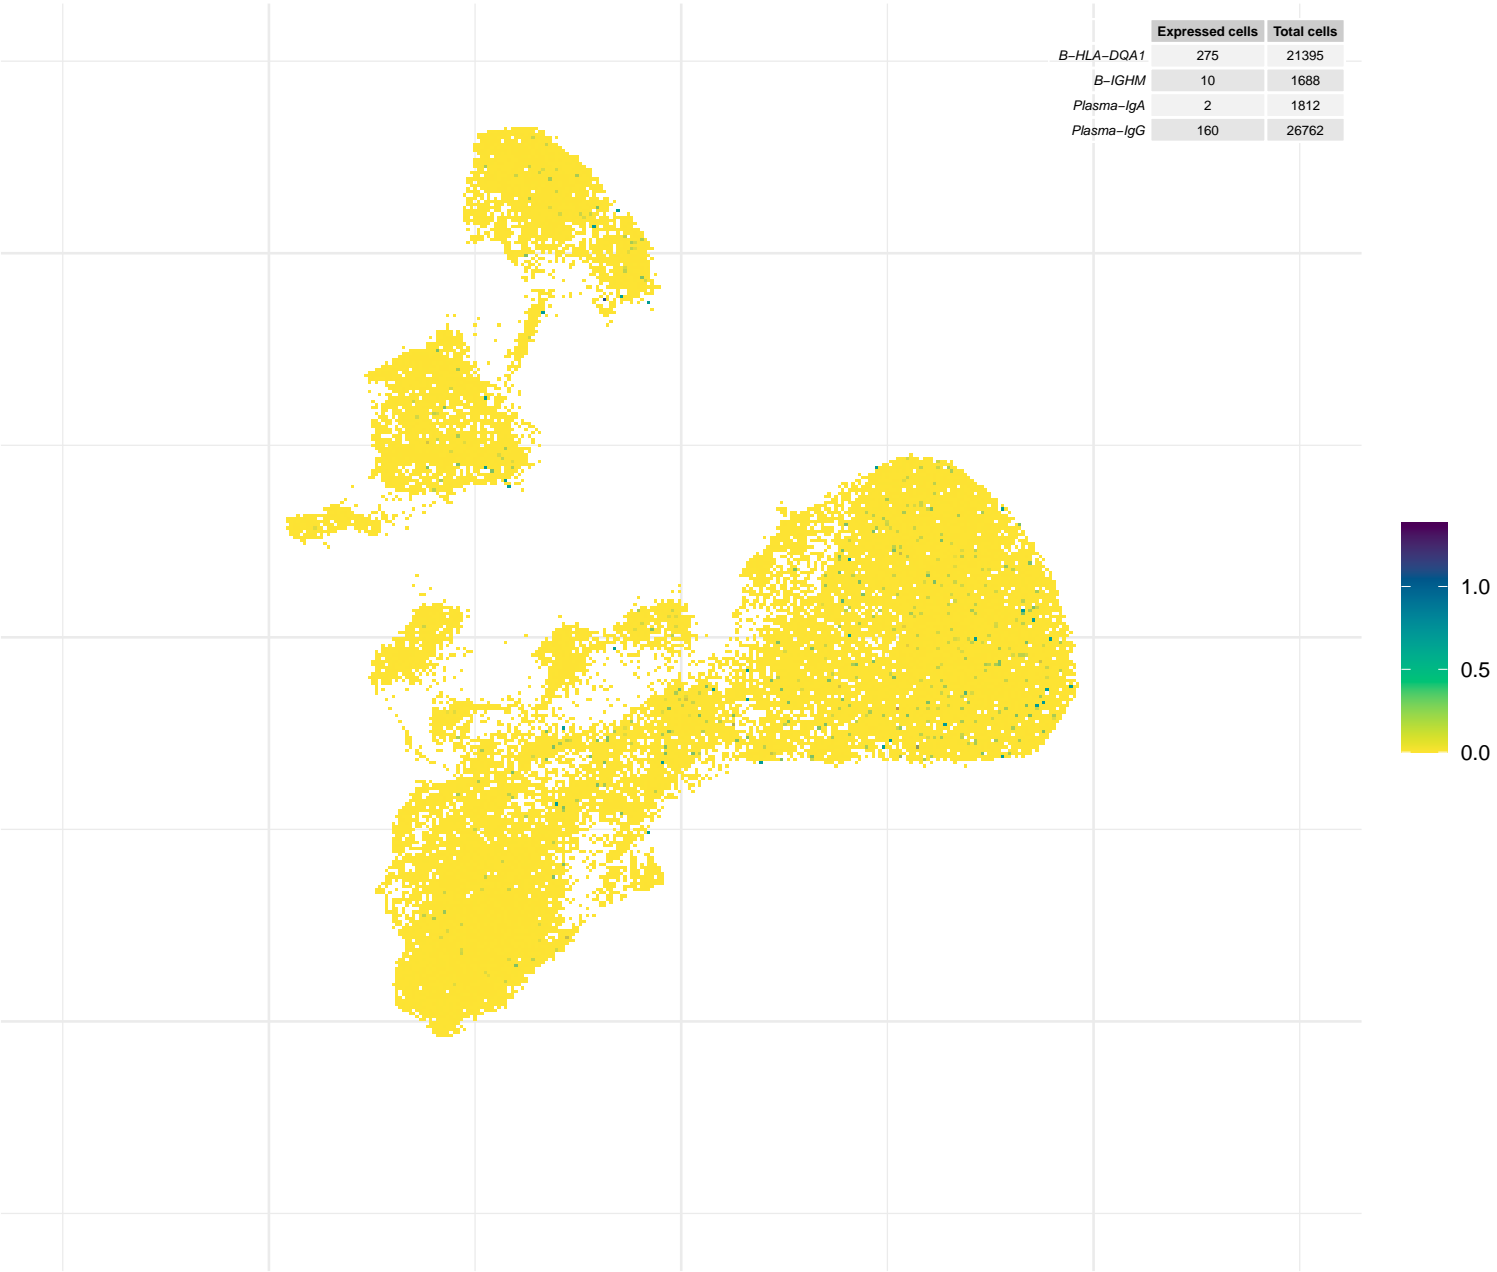 Expressed cells Total cells
B−HLA−DQA1 275 21395
B−IGHM 10 1688
Plasma−IgA 2 1812
Plasma−IgG 160 26762
1.0
0.5
0.0